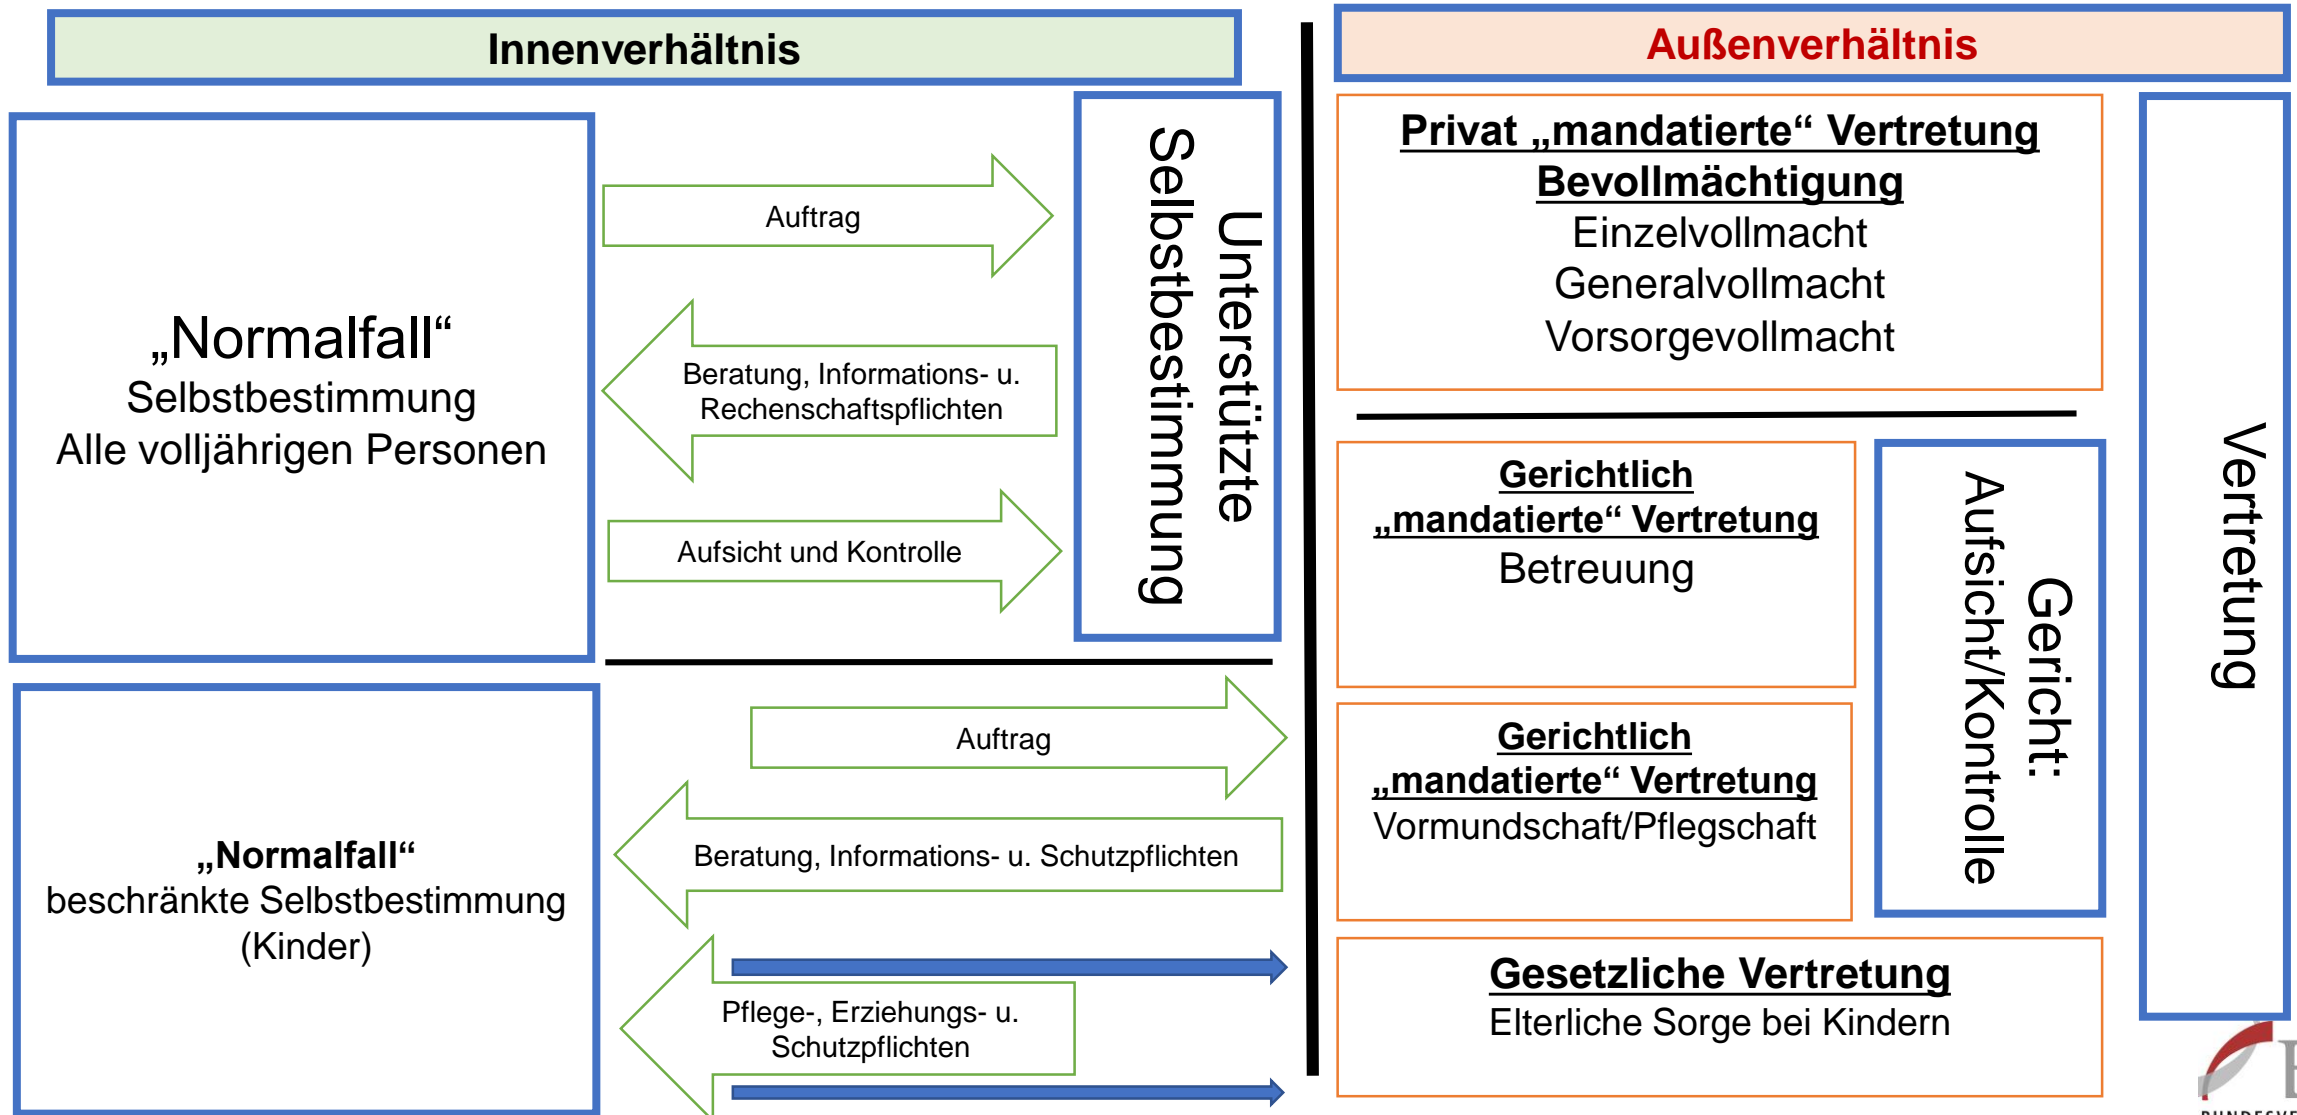 Innenverhältnis
Außenverhältnis
„Normalfall“
Selbstbestimmung
Alle volljährigen Personen
Auftrag
Beratung, Informations- u.
Rechenschaftspflichten
Aufsicht und Kontrolle
Unterstützte
Selbstbestimmung
Privat „mandatierte“ Vertretung
Bevollmächtigung
Einzelvollmacht
Generalvollmacht
Vorsorgevollmacht
Gerichtlich
„mandatierte“ Vertretung
Betreuung
Gericht:
Aufsicht/Kontrolle
Vertretung
„Normalfall“
beschränkte Selbstbestimmung
(Kinder)
Auftrag
Beratung, Informations- u. Schutzpflichten
Pflege-, Erziehungs- u.
Schutzpflichten
Gerichtlich
„mandatierte“ Vertretung
Vormundschaft/Pflegschaft
Gesetzliche Vertretung
Elterliche Sorge bei Kindern